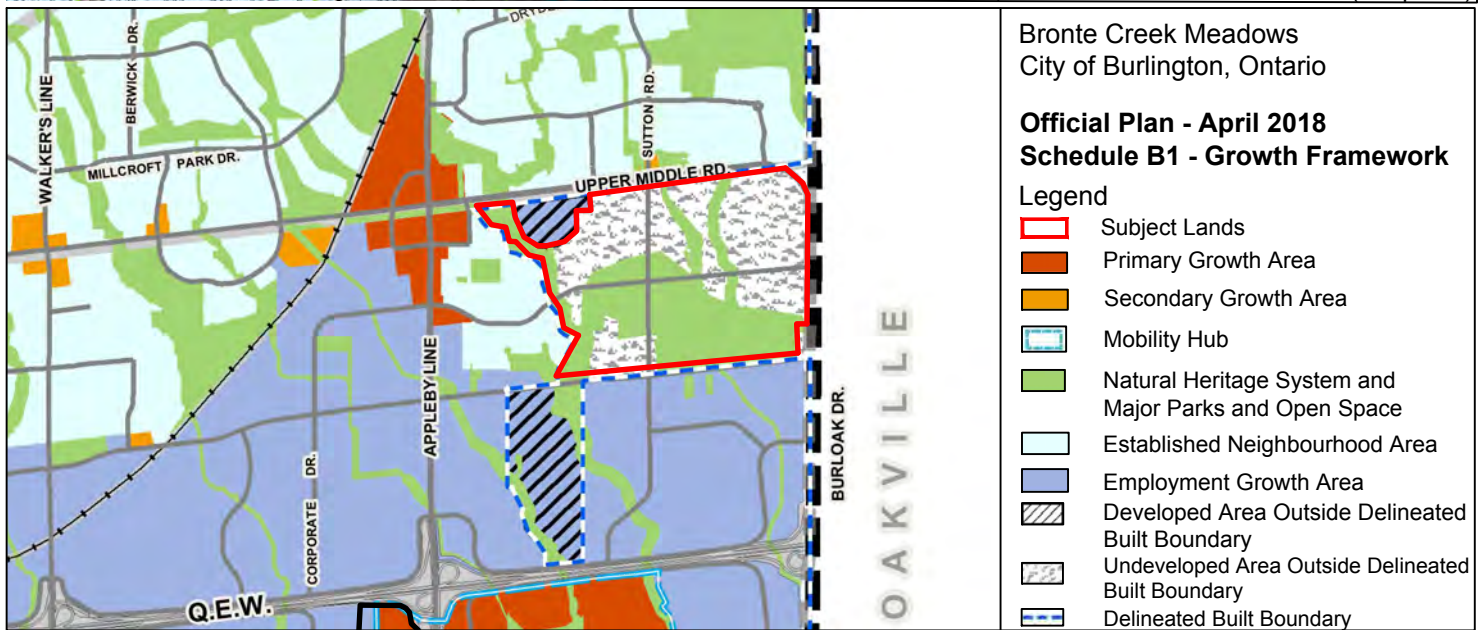 DRYDE
WALKER'S LINE
BERWICK DR.
MILLCROFT PARK DR.
SUTTON RD.
UPPER MIDDLE RD.
APPLEBY LINE
CORPORATE DR.
BURLOAK DR.
OAKVILLE
Q.E.W.
Bronte Creek Meadows
City of Burlington, Ontario
Official Plan - April 2018
Schedule B1 - Growth Framework
Legend
Subject Lands
Primary Growth Area
Secondary Growth Area
Mobility Hub
Natural Heritage System and
Major Parks and Open Space
Established Neighbourhood Area
Employment Growth Area
Developed Area Outside Delineated
Built Boundary
Undeveloped Area Outside Delineated
Built Boundary
Delineated Built Boundary